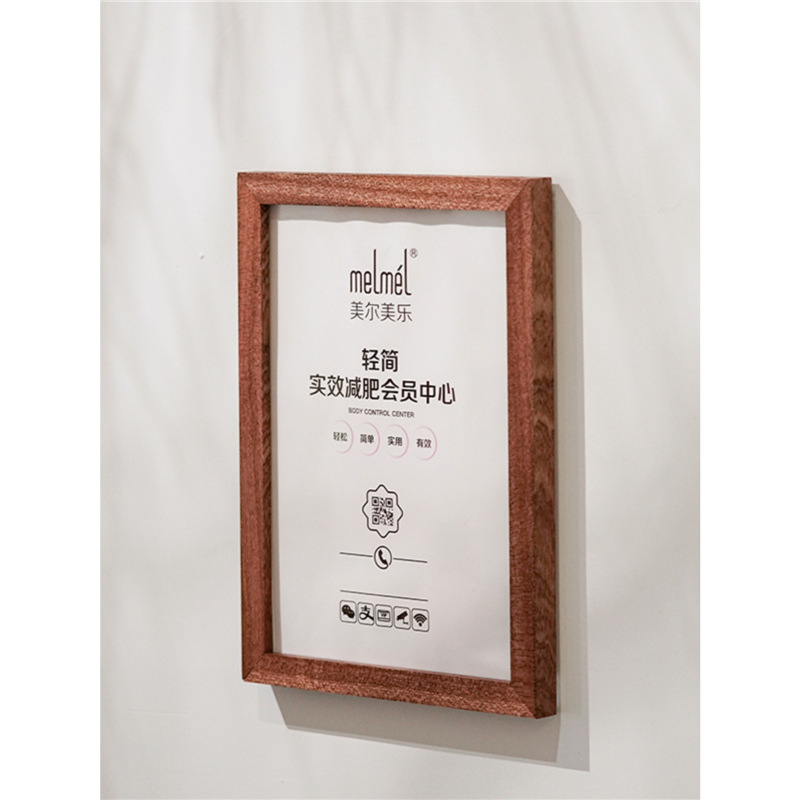 melmél®
美尔美乐
轻简
实效减肥会员中心
BODY CONTROL CENTER
轻松 简单 实用 有效